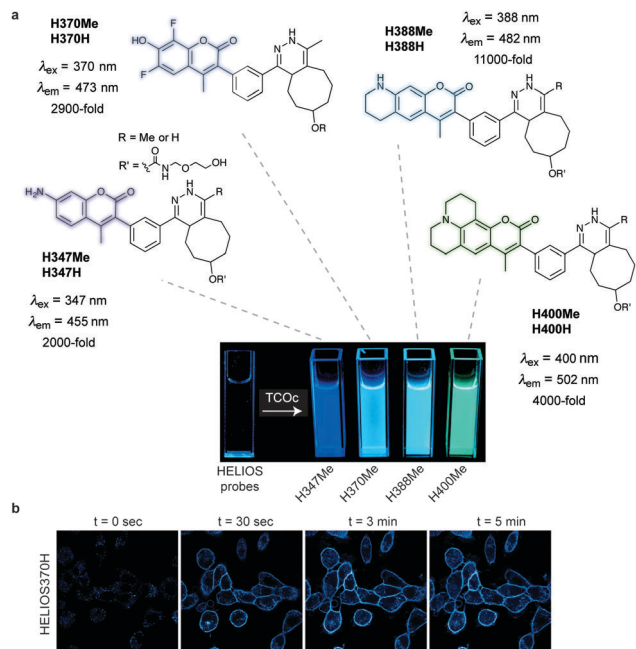 a
H370Me
H370H
λex = 370 nm
λem = 473 nm
2900-fold
HO
F
F
O
O
N
H
N
Me
OR
H388Me
H388H
λex = 388 nm
λem = 482 nm
11000-fold
H
N
O
O
N
H
N
R
OR'
R = Me or H
R' =
O
N
H
O
OH
H2N
O
O
N
H
N
R
OR'
H347Me
H347H
λex = 347 nm
λem = 455 nm
2000-fold
N
O
O
N
H
N
R
OR'
H400Me
H400H
λex = 400 nm
λem = 502 nm
4000-fold
TCOc
HELIOS
probes
H347Me
H370Me
H388Me
H400Me
b
t = 0 sec
t = 30 sec
t = 3 min
t = 5 min
HELIOS370H